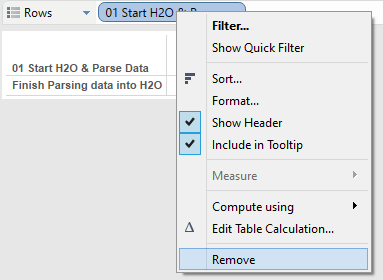 Rows
01 Start H2O & P
Filter...
Show Quick Filter
01 Start H2O & Parse Data
Finish Parsing data into H2O
Sort...
Format...
Show Header
Include in Tooltip
Measure
Compute using
Edit Table Calculation...
Remove